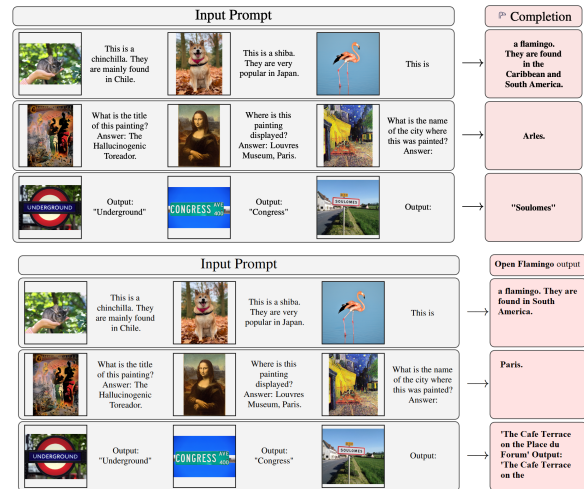 Input Prompt
Completion
This is a
chinchilla. They
are mainly found
in Chile.
This is a shiba.
They are very
popular in Japan.
This is
a flamingo.
They are found
in the
Caribbean and
South America.
What is the title
of this painting?
Answer: The
Hallucinogenic
Toreador.
Where is this
painting
displayed?
Answer: Louvres
Museum, Paris.
What is the name
of the city where
this was painted?
Answer:
Arles.
UNDERGROUND
Output:
"Underground"
CONGRESS AVE
400
Output:
"Congress"
SOULOMES
Output:
"Soulomes"
Input Prompt
Open Flamingo output
This is a
chinchilla. They
are mainly found
in Chile.
This is a shiba.
They are very
popular in Japan.
This is
a flamingo. They are
found in South
America.
What is the title
of this painting?
Answer: The
Hallucinogenic
Toreador.
Where is this
painting
displayed?
Answer: Louvres
Museum, Paris.
What is the name
of the city where
this was painted?
Answer:
Paris.
UNDERGROUND
Output:
"Underground"
CONGRESS AVE
400
Output:
"Congress"
SOULOMES
Output:
'The Cafe Terrace
on the Place du
Forum' Output:
'The Cafe Terrace
on the